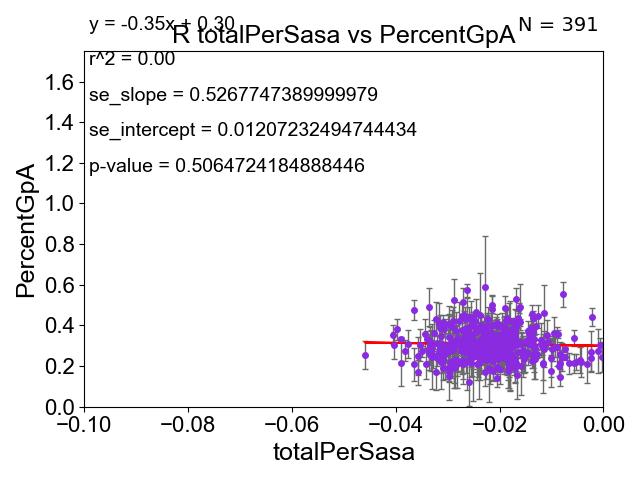 y = -0.35x + 0.30
N = 391
R totalPerSasa vs PercentGpA
r^2 = 0.00
se_slope = 0.5267747389999979
se_intercept = 0.01207232494744434
p-value = 0.5064724184888446
PercentGpA
1.6
1.4
1.2
1.0
0.8
0.6
0.4
0.2
0.0
−0.10 −0.08 −0.06 −0.04 −0.02 0.00
totalPerSasa